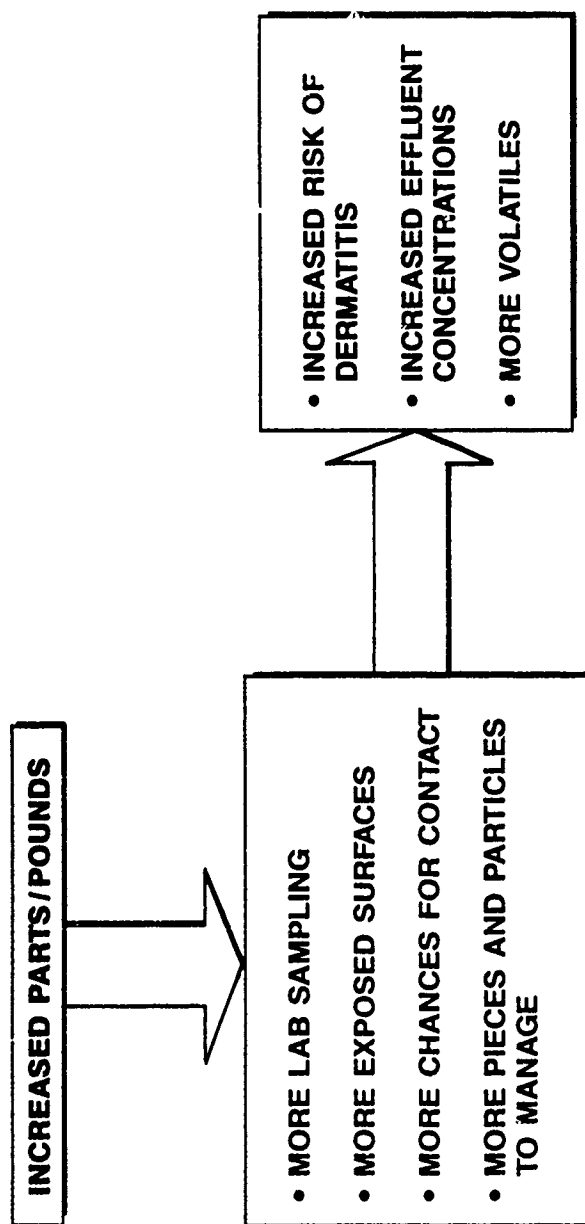 INCREASED PARTS/POUNDS
• MORE LAB SAMPLING
• MORE EXPOSED SURFACES
• MORE CHANCES FOR CONTACT
• MORE PIECES AND PARTICLES
TO MANAGE
• INCREASED RISK OF
DERMATITIS
• INCREASED EFFLUENT
CONCENTRATIONS
• MORE VOLATILES